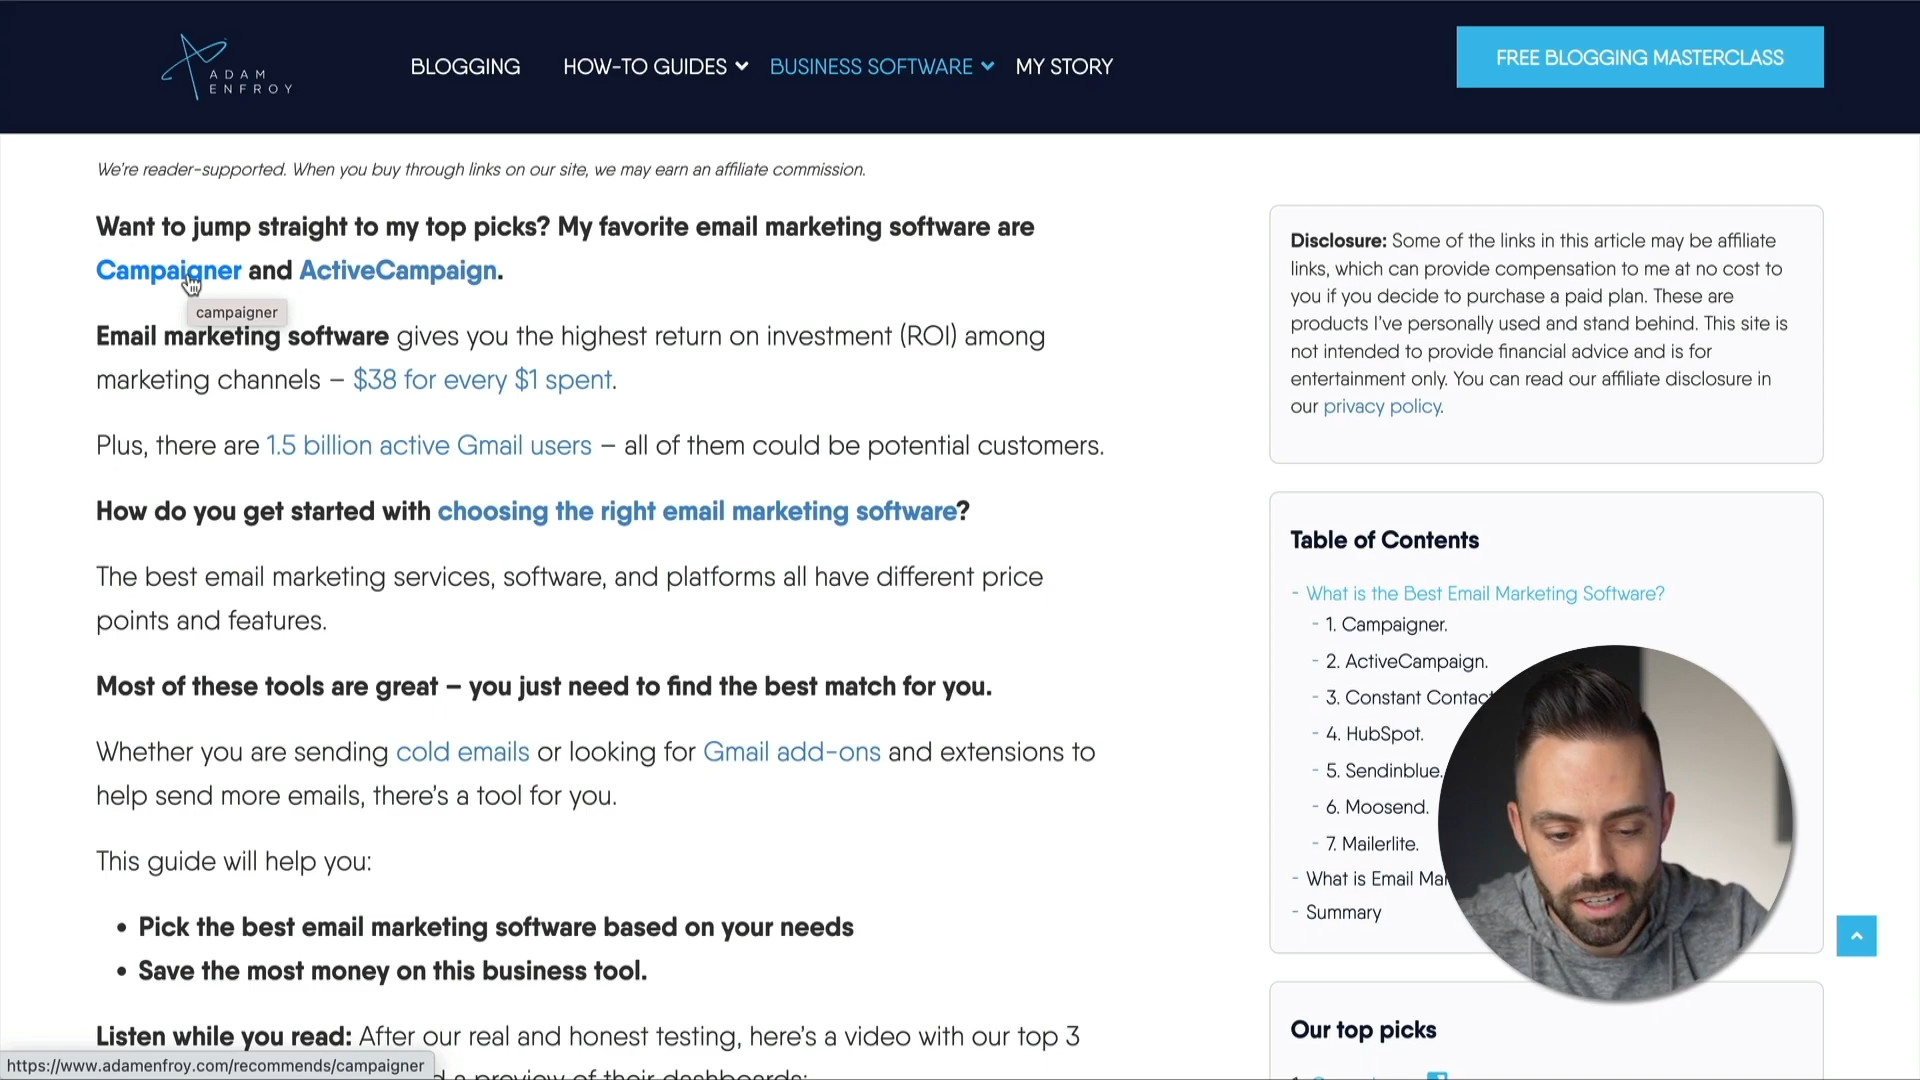 ADAM
ENFROY
BLOGGING
HOW-TO GUIDES
BUSINESS SOFTWARE
MY STORY
FREE BLOGGING MASTERCLASS
We're reader-supported. When you buy through links on our site, we may earn an affiliate commission.
Want to jump straight to my top picks? My favorite email marketing software are
Campaigner and ActiveCampaign.
campaigner
Email marketing software gives you the highest return on investment (ROI) among
marketing channels – $38 for every $1 spent.
Plus, there are 1.5 billion active Gmail users – all of them could be potential customers.
How do you get started with choosing the right email marketing software?
The best email marketing services, software, and platforms all have different price
points and features.
Most of these tools are great – you just need to find the best match for you.
Whether you are sending cold emails or looking for Gmail add-ons and extensions to
help send more emails, there's a tool for you.
This guide will help you:
• Pick the best email marketing software based on your needs
• Save the most money on this business tool.
Listen while you read: After our real and honest testing, here's a video with our top 3
a preview of their dashboards:
https://www.adamenfroy.com/recommends/campaigner
Disclosure: Some of the links in this article may be affiliate
links, which can provide compensation to me at no cost to
you if you decide to purchase a paid plan. These are
products I've personally used and stand behind. This site is
not intended to provide financial advice and is for
entertainment only. You can read our affiliate disclosure in
our privacy policy.
Table of Contents
- What is the Best Email Marketing Software?
- 1. Campaigner.
- 2. ActiveCampaign.
- 3. Constant Contac
- 4. HubSpot.
- 5. Sendinblue.
- 6. Moosend.
- 7. Mailerlite.
- What is Email Mar
- Summary
Our top picks